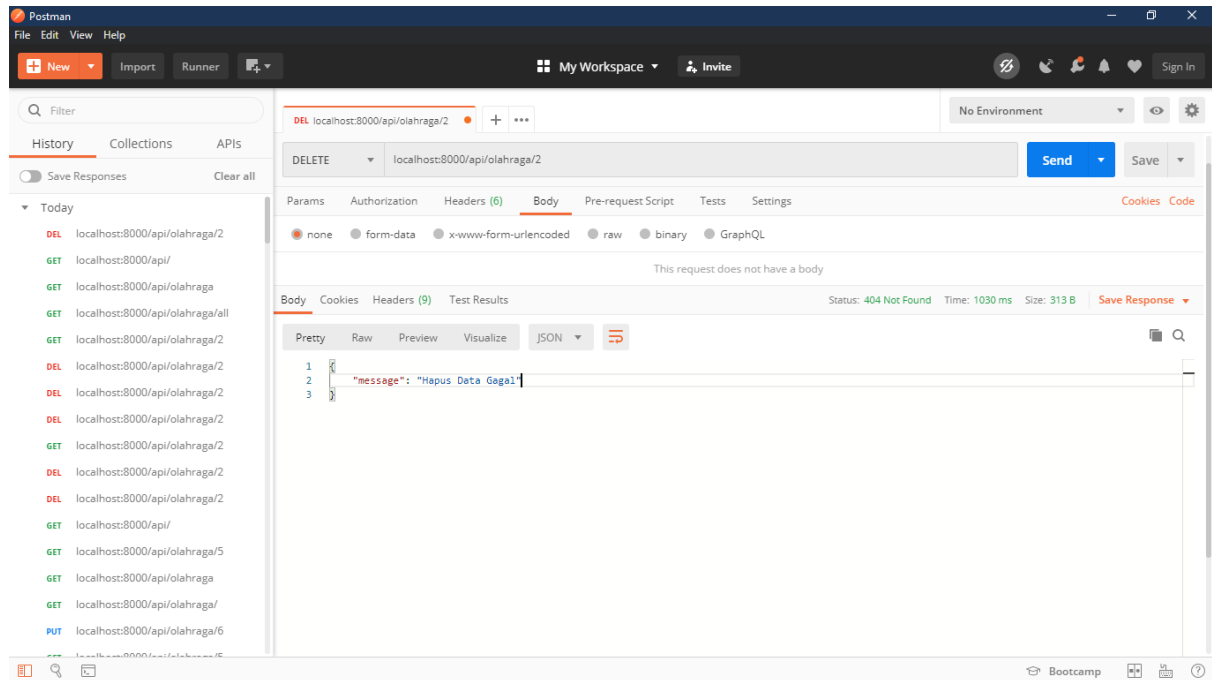 Postman
File Edit View Help
New Import Runner My Workspace Invite Sign In
Filter
History Collections APIs
Save Responses Clear all
Today
DEL localhost:8000/api/olahraga/2
GET localhost:8000/api/
GET localhost:8000/api/olahraga
GET localhost:8000/api/olahraga/all
GET localhost:8000/api/olahraga/2
DEL localhost:8000/api/olahraga/2
DEL localhost:8000/api/olahraga/2
DEL localhost:8000/api/olahraga/2
GET localhost:8000/api/olahraga/2
DEL localhost:8000/api/olahraga/2
DEL localhost:8000/api/olahraga/2
GET localhost:8000/api/
GET localhost:8000/api/olahraga/5
GET localhost:8000/api/olahraga
GET localhost:8000/api/olahraga/
PUT localhost:8000/api/olahraga/6
DEL localhost:8000/api/olahraga/2 No Environment
DELETE localhost:8000/api/olahraga/2 Send Save
Params Authorization Headers (6) Body Pre-request Script Tests Settings Cookies Code
none form-data x-www-form-urlencoded raw binary GraphQL
This request does not have a body
Body Cookies Headers (9) Test Results Status: 404 Not Found Time: 1030 ms Size: 313 B Save Response
Pretty Raw Preview Visualize JSON
1 {
2 "message": "Hapus Data Gagal"
3 }
Bootcamp